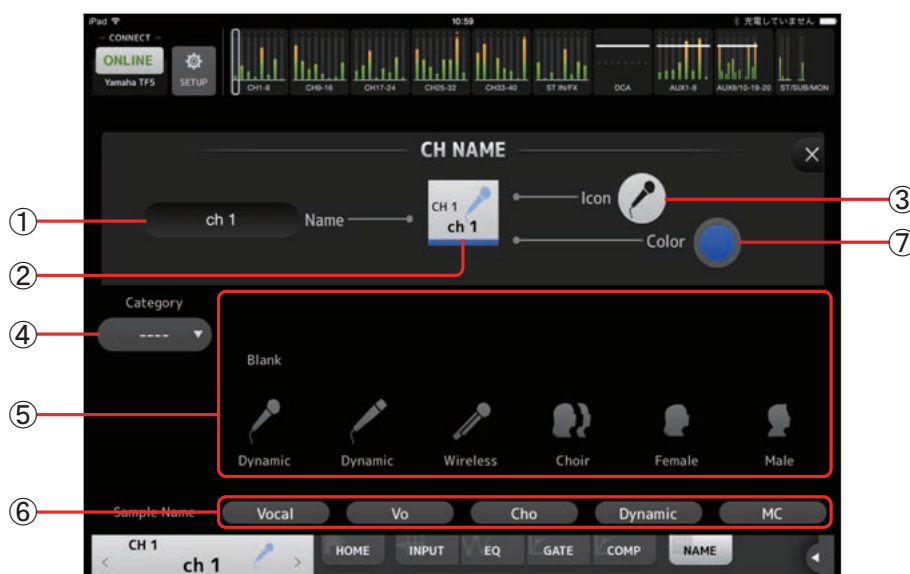 iPad 10:59 充電していません
CONNECT
ONLINE
Yamaha TF5 SETUP
CH1-8 CH9-16 CH17-24 CH25-32 CH33-40 ST IN/FX DCA AUX1-8 AUX9/10-19-20 ST/SUB/MON
CH NAME
×
① ch 1 Name
CH 1
ch 1
Icon ③
② Color ⑦
Category
④ ---- ▼
Blank
⑤
Dynamic Dynamic Wireless Choir Female Male
⑥ Sample Name Vocal Vo Cho Dynamic MC
CH 1
< ch 1 >
HOME INPUT EQ GATE COMP NAME